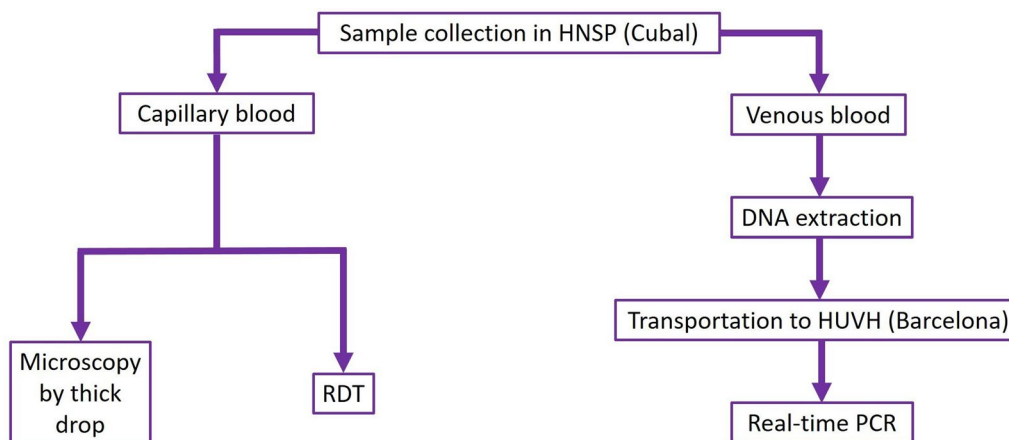 Sample collection in HNSP (Cubal)
Capillary blood
Venous blood
DNA extraction
Transportation to HUVH (Barcelona)
Microscopy
by thick
drop
RDT
Real-time PCR